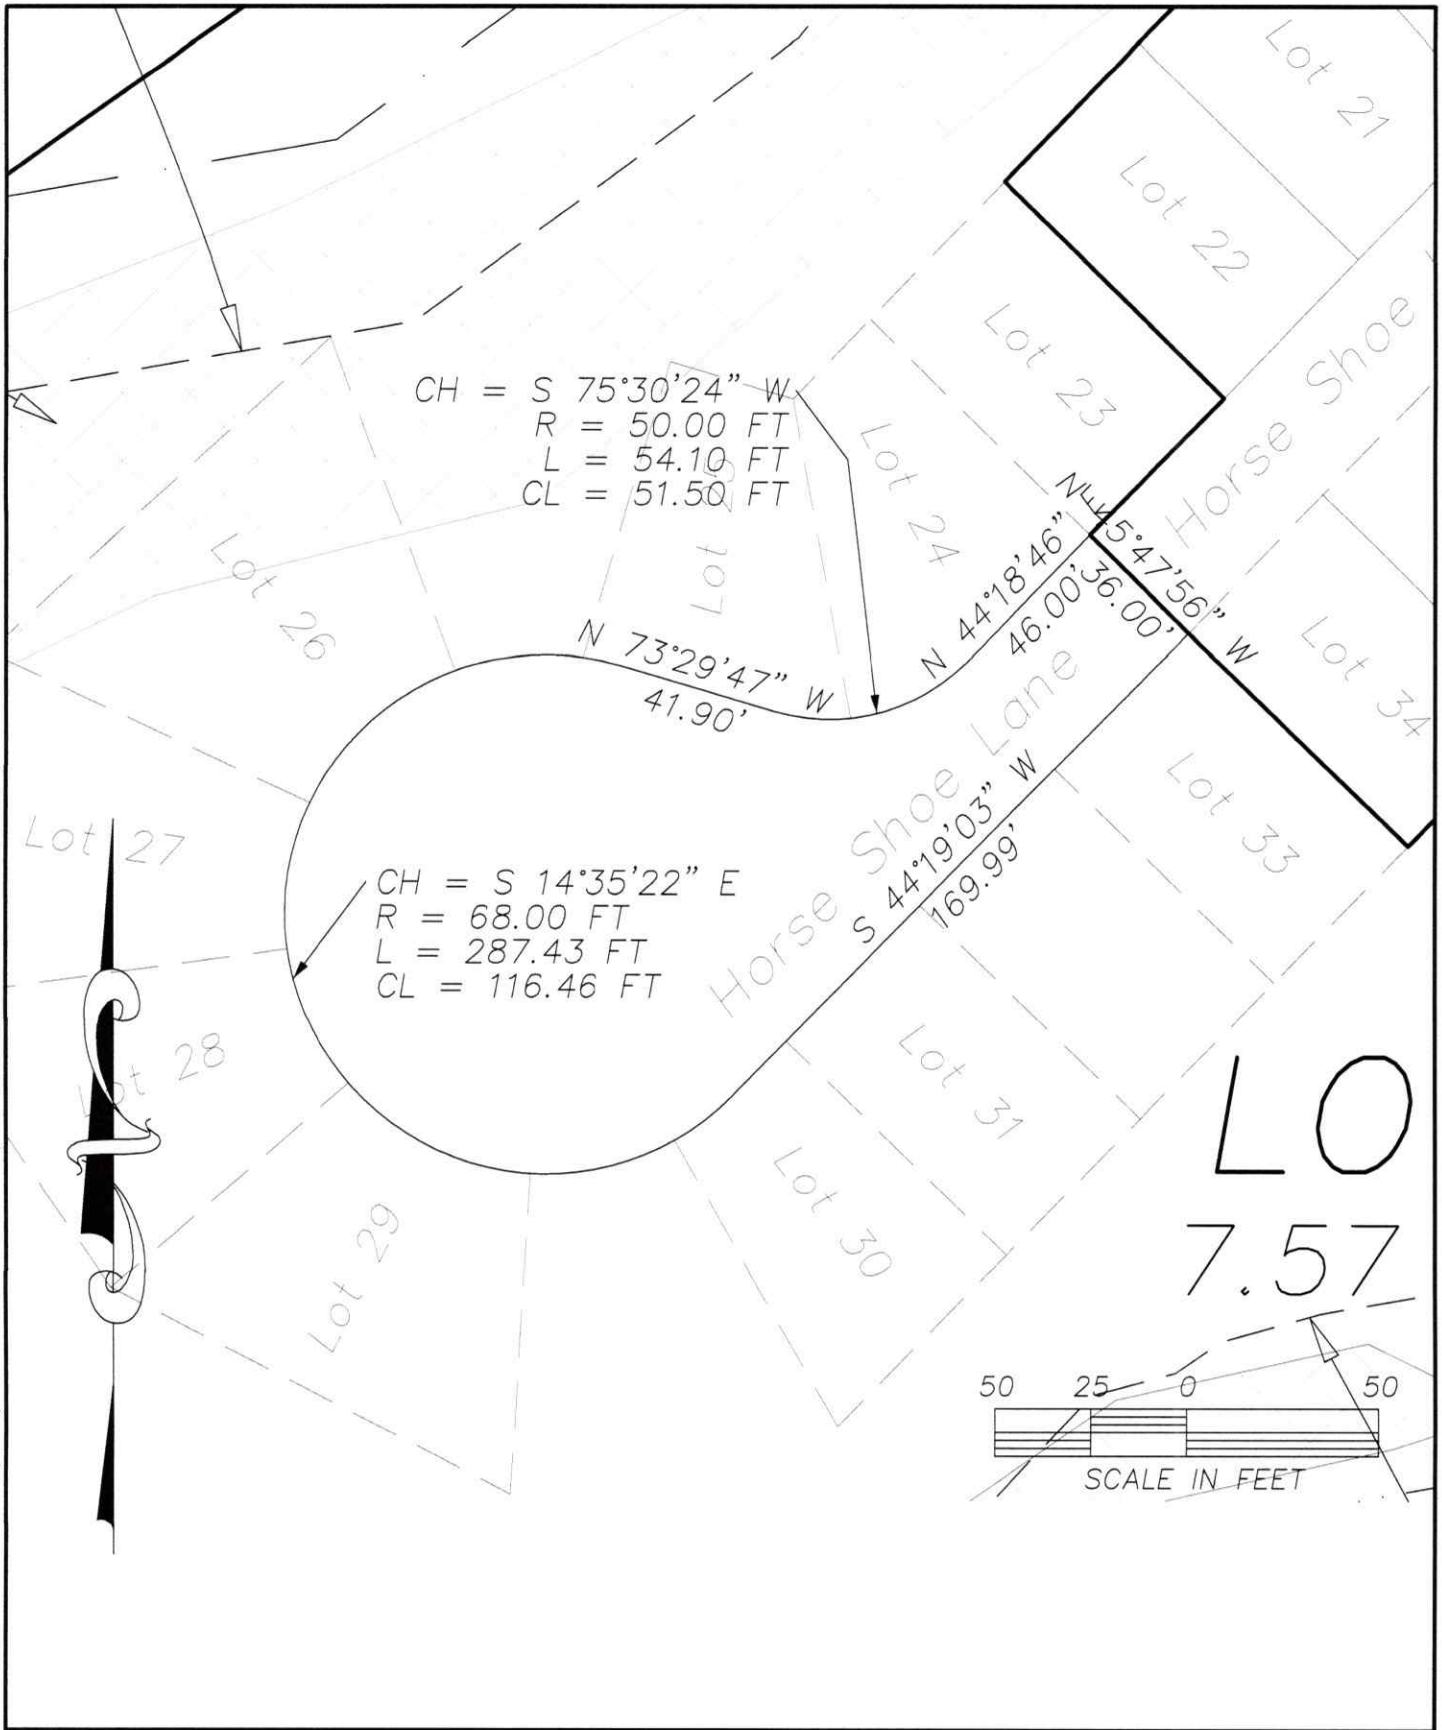 Lot 21
Lot 22
Lot 23
Horse Shoe
CH = S 75°30'24" W
R = 50.00 FT
L = 54.10 FT
CL = 51.50 FT
Lot 24
Lot 25
Lot 26
N 44°18'46"
46.00'
36.00'
N 73°29'47" W
41.90'
Lot 34
Lot 33
Horse Shoe Lane
S 44°19'03" W
169.99'
Lot 27
CH = S 14°35'22" E
R = 68.00 FT
L = 287.43 FT
CL = 116.46 FT
Lot 28
Lot 31
Lot 30
Lot 29
LO
7.57
50 25 0 50
SCALE IN FEET